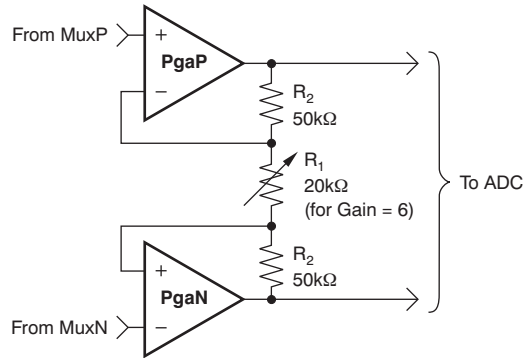 From MuxP
+
PgaP
−
R2
50kΩ
R1
20kΩ
(for Gain = 6)
To ADC
R2
50kΩ
+
PgaN
−
From MuxN